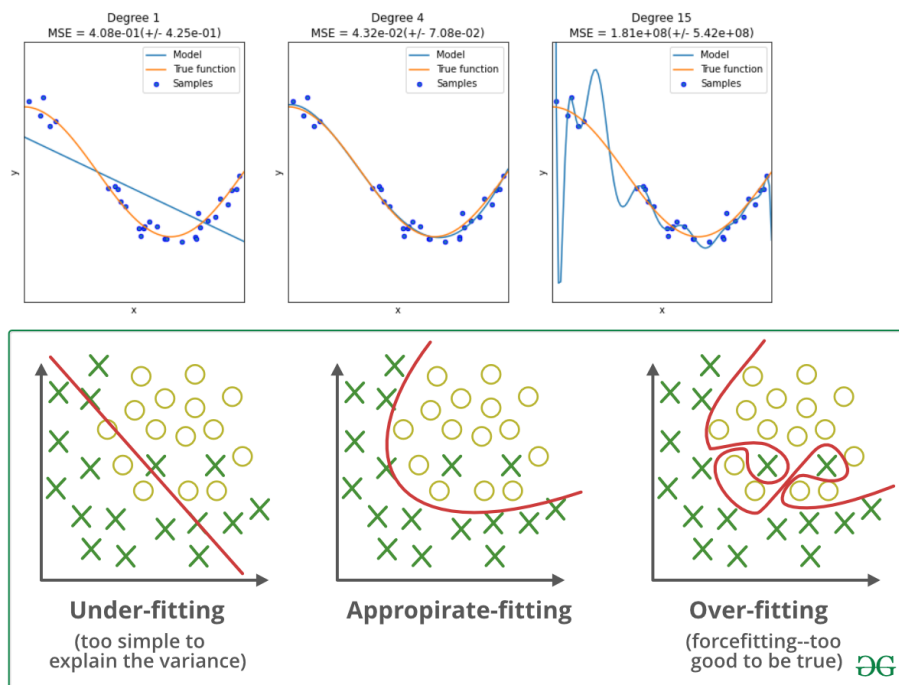 Degree 1
MSE = 4.08e-01(+/- 4.25e-01)
Model
True function
Samples
y
x
Degree 4
MSE = 4.32e-02(+/- 7.08e-02)
Model
True function
Samples
y
x
Degree 15
MSE = 1.81e+08(+/- 5.42e+08)
Model
True function
Samples
y
x
Under-fitting
(too simple to
explain the variance)
Appropirate-fitting
Over-fitting
(forcefitting--too
good to be true)